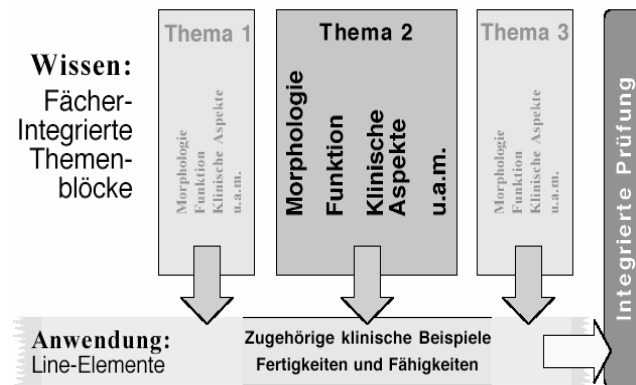 Wissen:
Fächer-
Integrierte
Themen-
blöcke
Thema 1
Morphologie
Funktion
Klinische Aspekte
u.a.m.
Thema 2
Morphologie
Funktion
Klinische
Aspekte
u.a.m.
Thema 3
Morphologie
Funktion
Klinische Aspekte
u.a.m.
Integrierte Prüfung
Anwendung:
Line-Elemente
Zugehörige klinische Beispiele
Fertigkeiten und Fähigkeiten